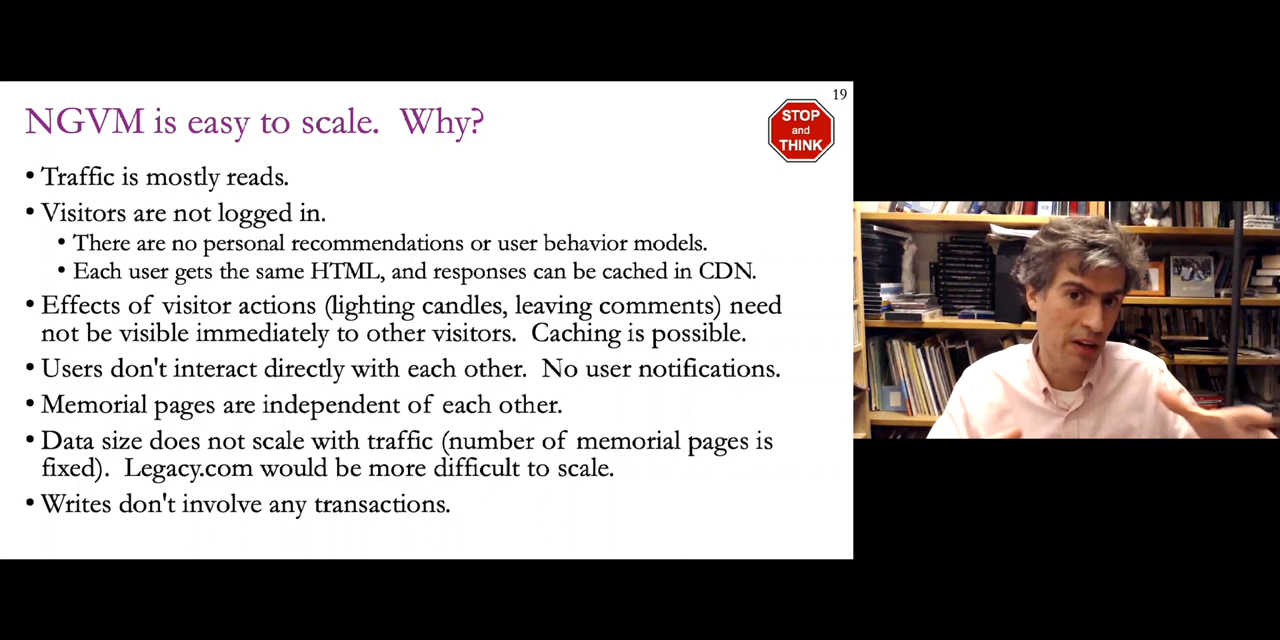 19
NGVM is easy to scale. Why?
STOP
and
THINK
• Traffic is mostly reads.
• Visitors are not logged in.
• There are no personal recommendations or user behavior models.
• Each user gets the same HTML, and responses can be cached in CDN.
• Effects of visitor actions (lighting candles, leaving comments) need
not be visible immediately to other visitors. Caching is possible.
• Users don't interact directly with each other. No user notifications.
• Memorial pages are independent of each other.
• Data size does not scale with traffic (number of memorial pages is
fixed). Legacy.com would be more difficult to scale.
• Writes don't involve any transactions.